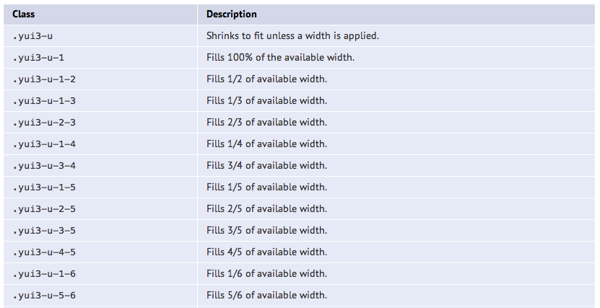 Class Description
.yui3-u Shrinks to fit unless a width is applied.
.yui3-u-1 Fills 100% of the available width.
.yui3-u-1-2 Fills 1/2 of available width.
.yui3-u-1-3 Fills 1/3 of available width.
.yui3-u-2-3 Fills 2/3 of available width.
.yui3-u-1-4 Fills 1/4 of available width.
.yui3-u-3-4 Fills 3/4 of available width.
.yui3-u-1-5 Fills 1/5 of available width.
.yui3-u-2-5 Fills 2/5 of available width.
.yui3-u-3-5 Fills 3/5 of available width.
.yui3-u-4-5 Fills 4/5 of available width.
.yui3-u-1-6 Fills 1/6 of available width.
.yui3-u-5-6 Fills 5/6 of available width.